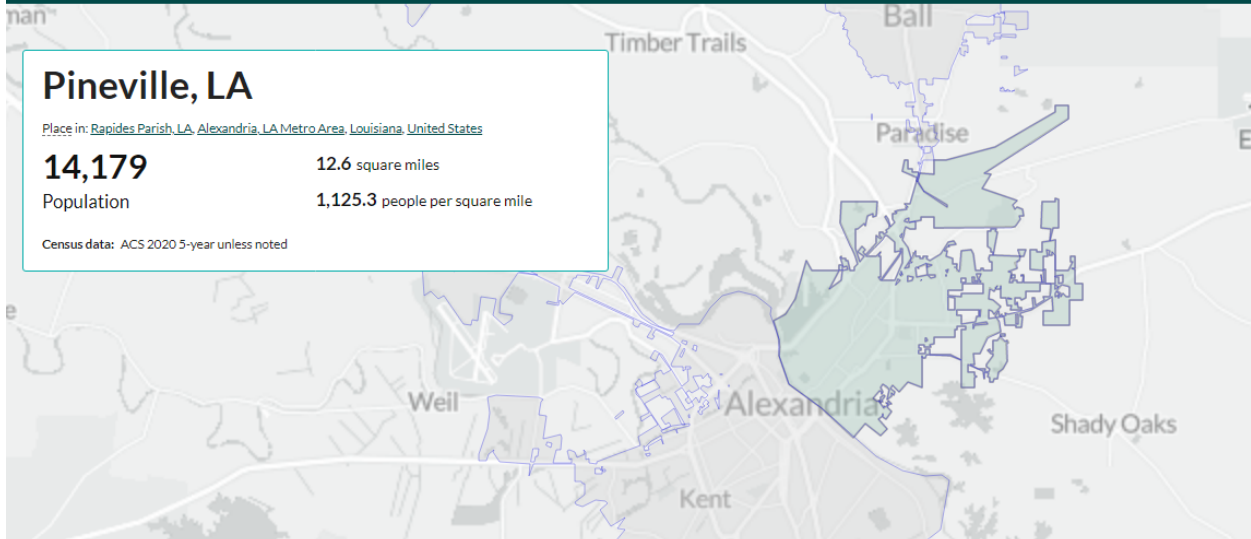 man
Ball
Timber Trails
Pineville, LA
Place in: Rapides Parish, LA, Alexandria, LA Metro Area, Louisiana, United States
14,179
12.6 square miles
Population
1,125.3 people per square mile
Census data: ACS 2020 5-year unless noted
Paradise
E
e
Weil
Alexandria
Shady Oaks
Kent